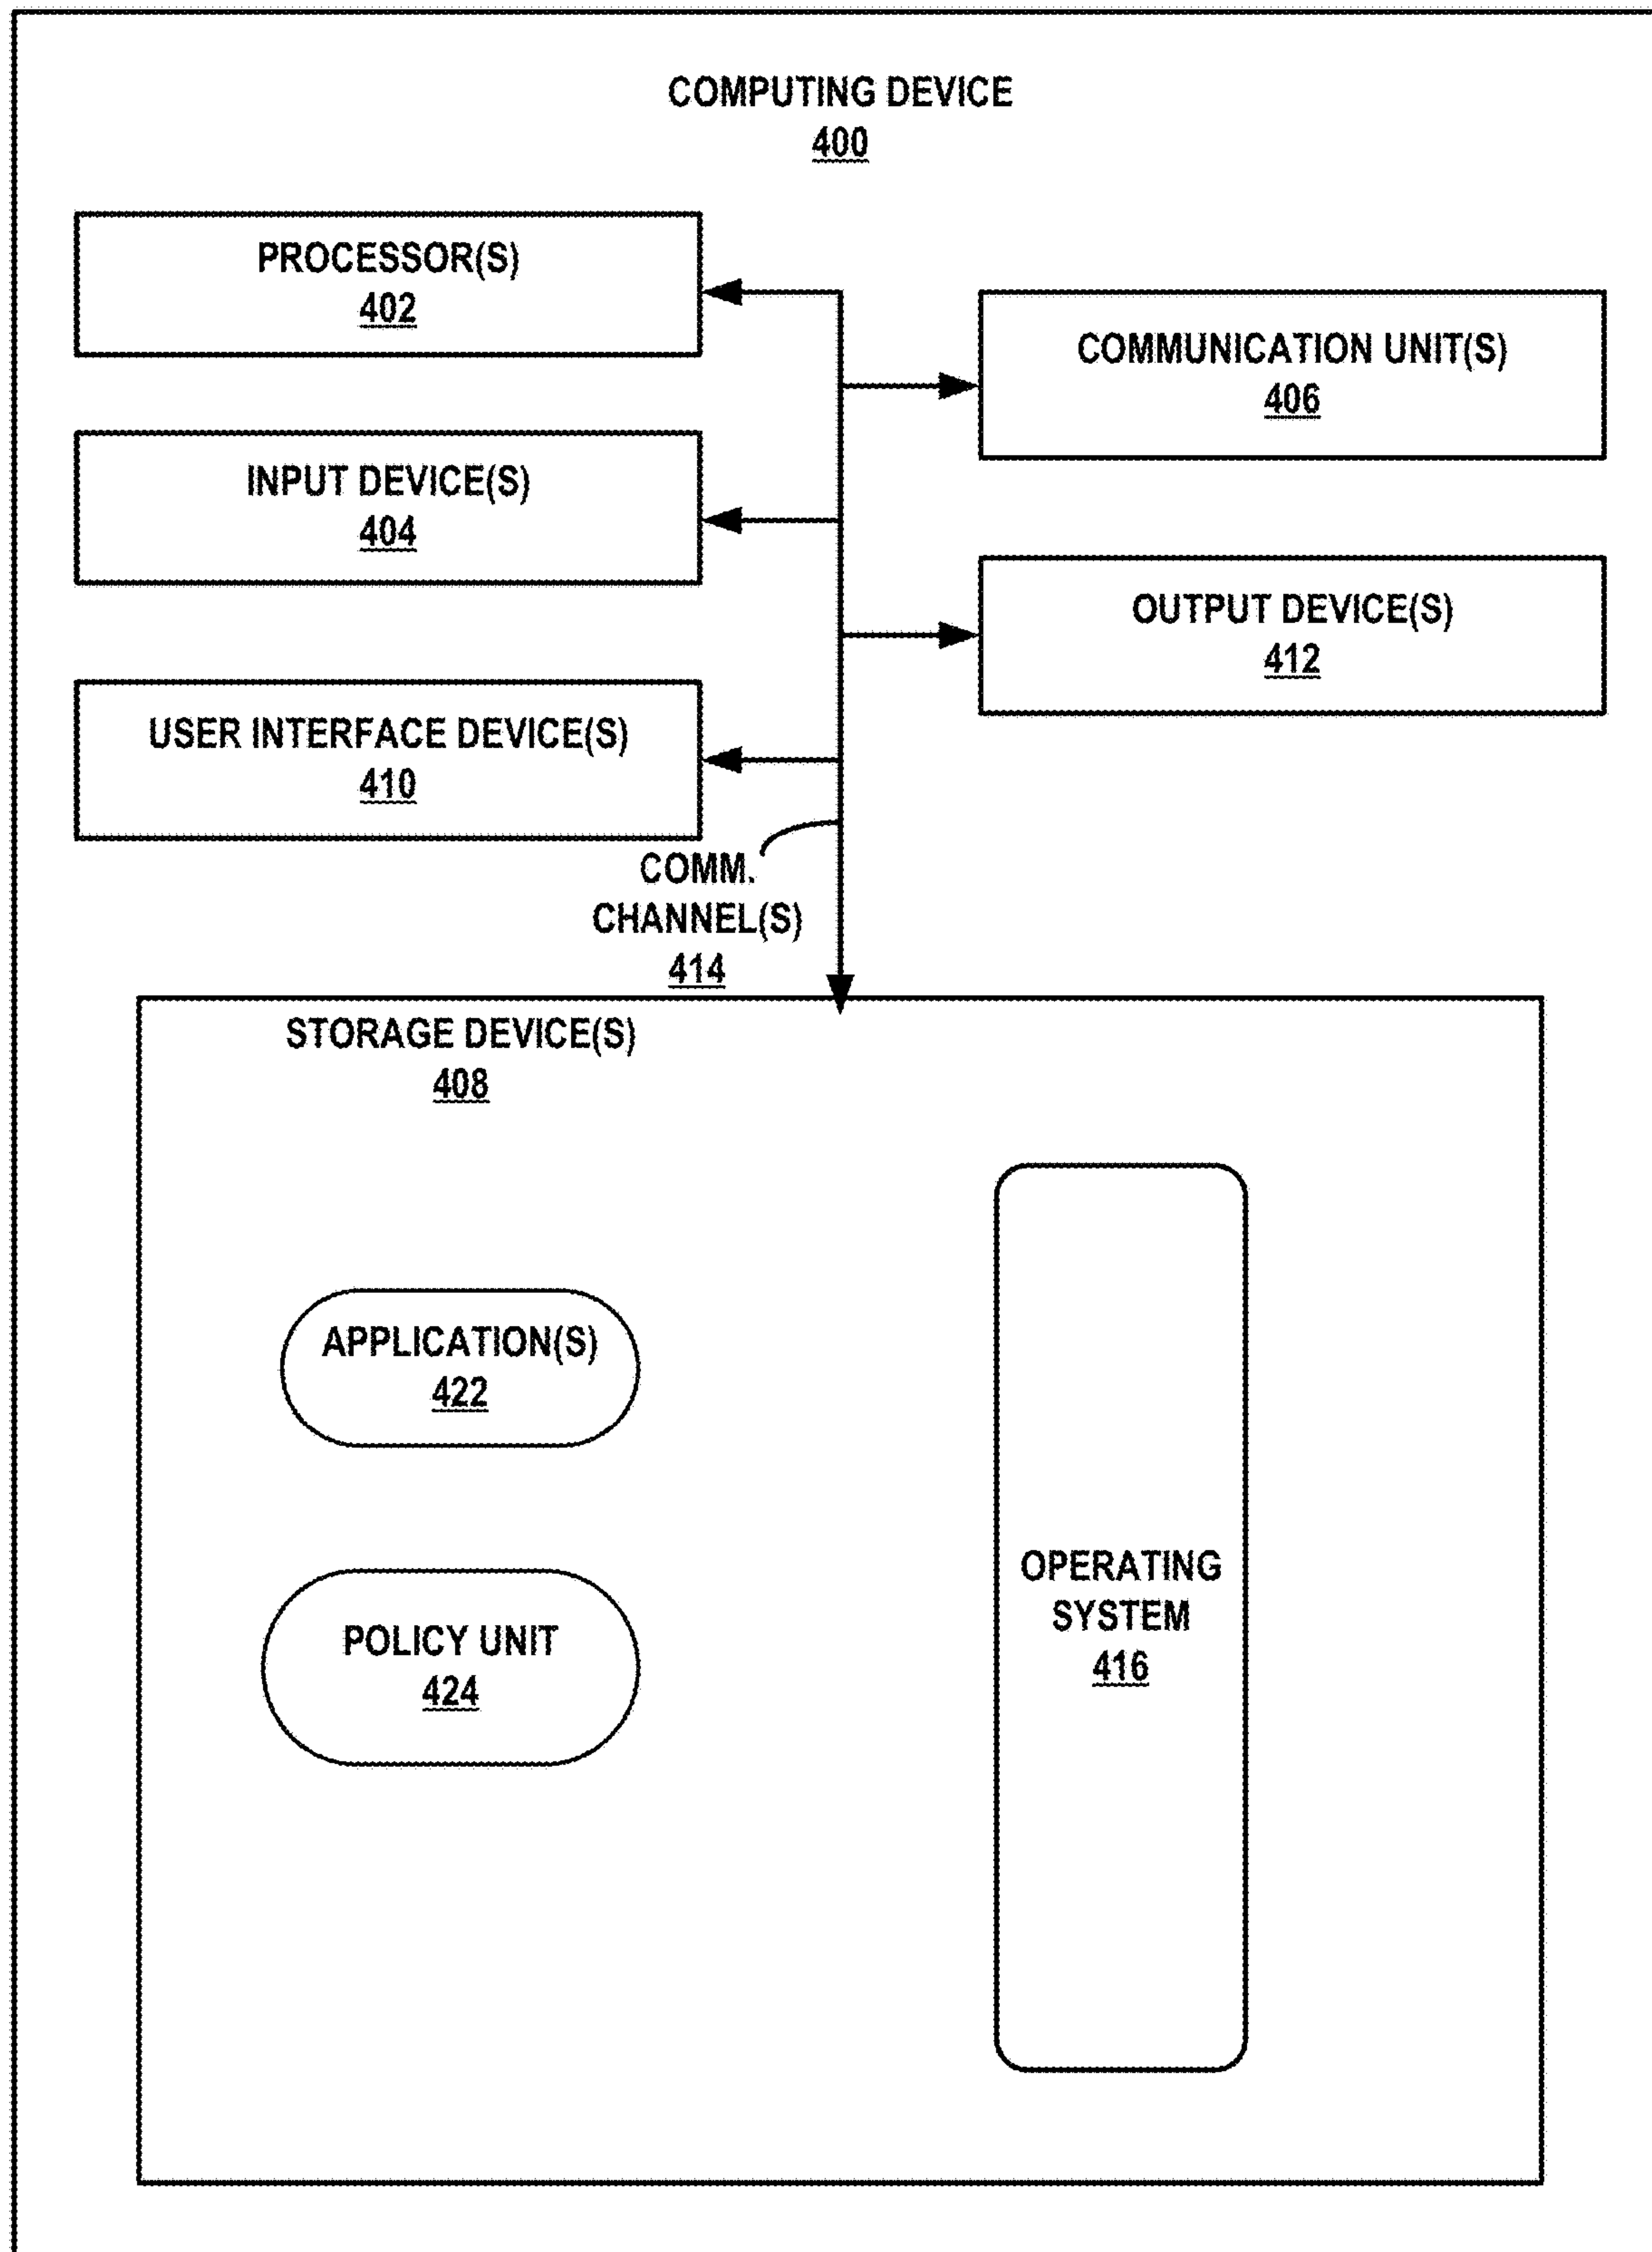 COMPUTING DEVICE
400
PROCESSOR(S)
402
COMMUNICATION UNIT(S)
406
INPUT DEVICE(S)
404
OUTPUT DEVICE(S)
412
USER INTERFACE DEVICE(S)
410
COMM.
CHANNEL(S)
414
STORAGE DEVICE(S)
408
APPLICATION(S)
422
POLICY UNIT
424
OPERATING
SYSTEM
416